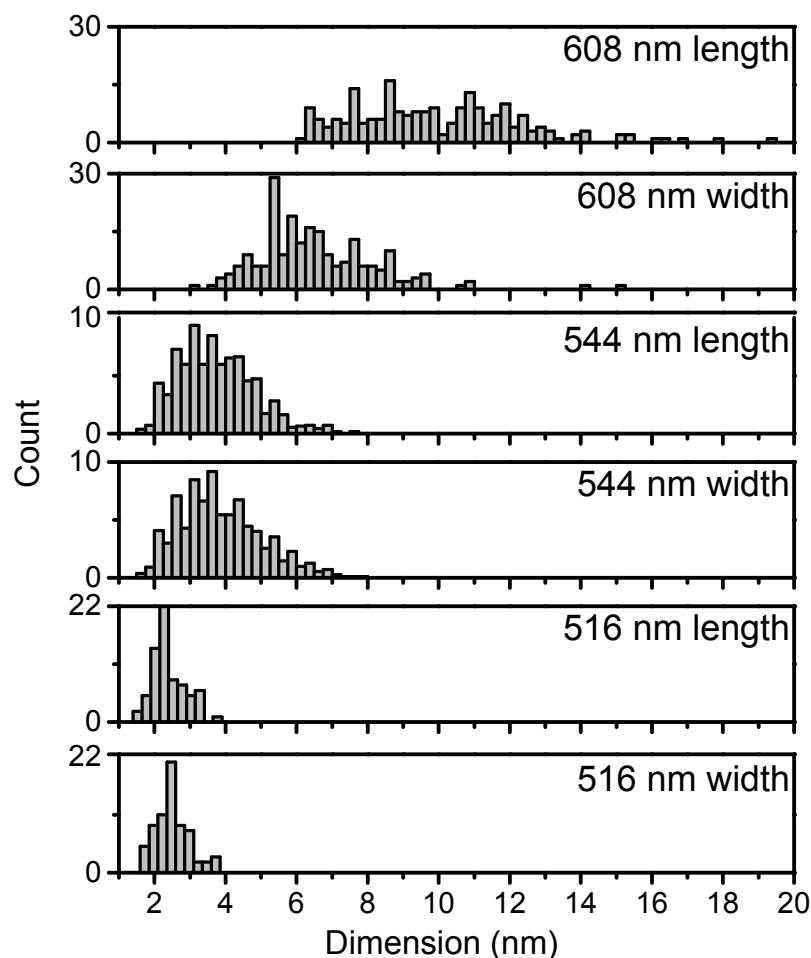 30
608 nm length
0
30
608 nm width
0
10
544 nm length
0
10
544 nm width
0
22
516 nm length
0
22
516 nm width
0
2 4 6 8 10 12 14 16 18 20
Dimension (nm)
Count